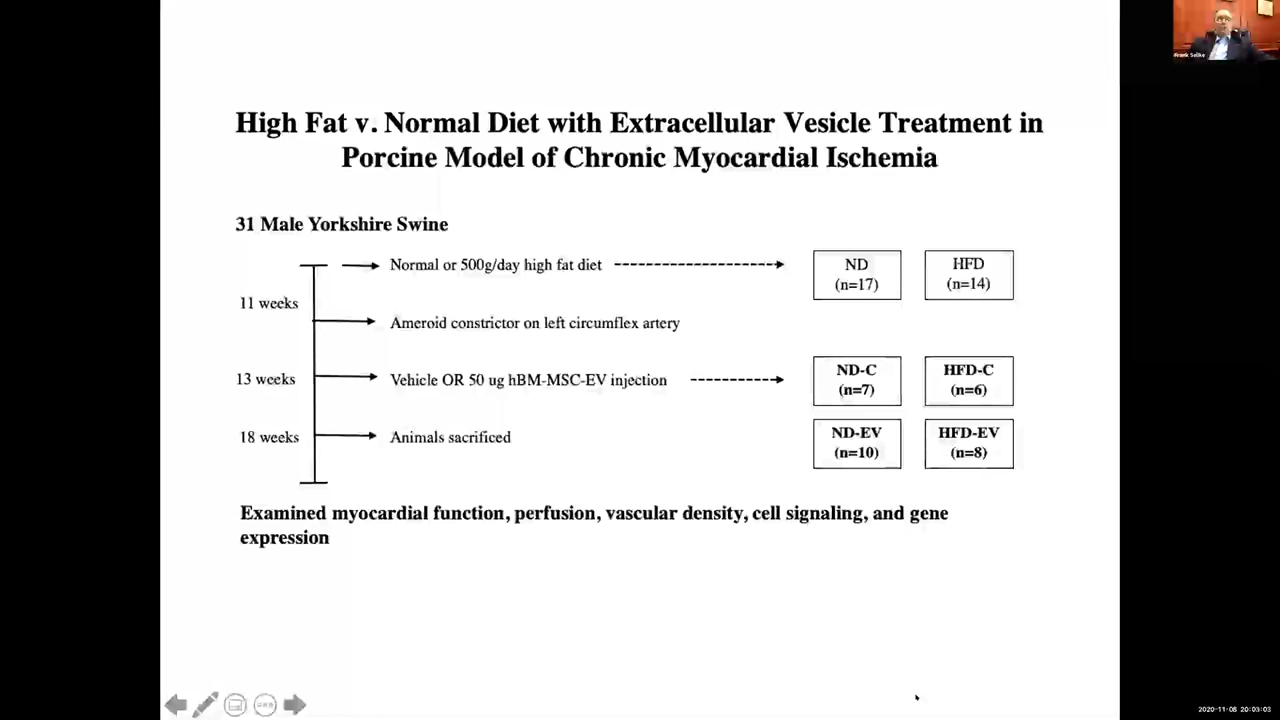 Frank Sellke
High Fat v. Normal Diet with Extracellular Vesicle Treatment in
Porcine Model of Chronic Myocardial Ischemia
31 Male Yorkshire Swine
Normal or 500g/day high fat diet
ND
(n=17)
HFD
(n=14)
11 weeks
Ameroid constrictor on left circumflex artery
13 weeks
Vehicle OR 50 ug hBM-MSC-EV injection
ND-C
(n=7)
HFD-C
(n=6)
18 weeks
Animals sacrificed
ND-EV
(n=10)
HFD-EV
(n=8)
Examined myocardial function, perfusion, vascular density, cell signaling, and gene
expression
2020-11-08 20:03:03